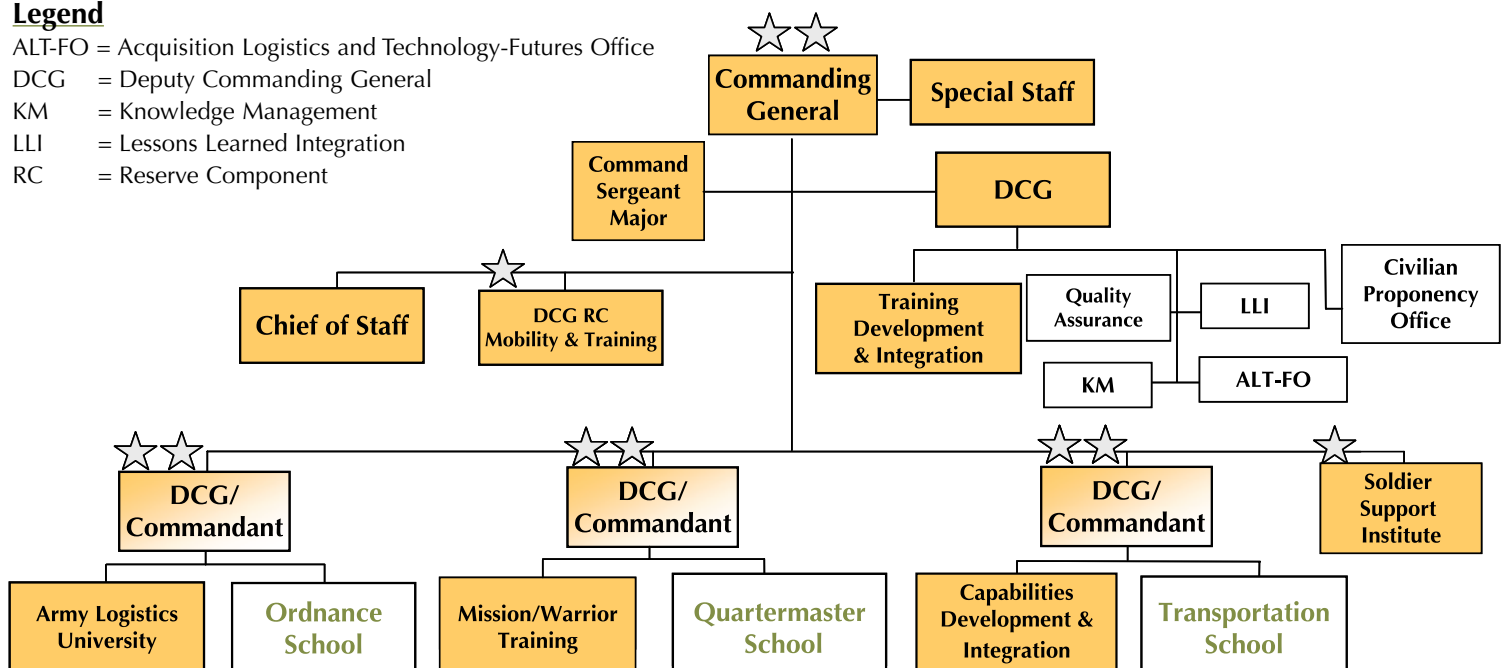 Legend
ALT-FO = Acquisition Logistics and Technology-Futures Office
DCG = Deputy Commanding General
KM = Knowledge Management
LLI = Lessons Learned Integration
RC = Reserve Component
Commanding
General
Special Staff
Command
Sergeant
Major
DCG
Chief of Staff
DCG RC
Mobility & Training
Training
Development
& Integration
Quality
Assurance
LLI
Civilian
Proponency
Office
KM
ALT-FO
DCG/
Commandant
DCG/
Commandant
DCG/
Commandant
Soldier
Support
Institute
Army Logistics
University
Ordnance
School
Mission/Warrior
Training
Quartermaster
School
Capabilities
Development &
Integration
Transportation
School